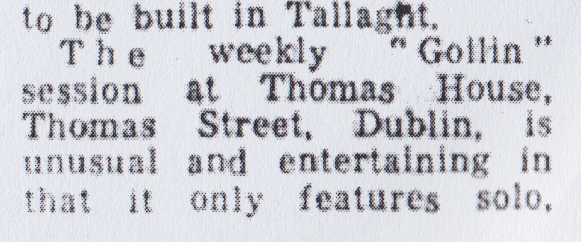 to be built in Tallaght.
The weekly "Gollin"
session at Thomas House,
Thomas Street, Dublin, is
unusual and entertaining in
that it only features solo,